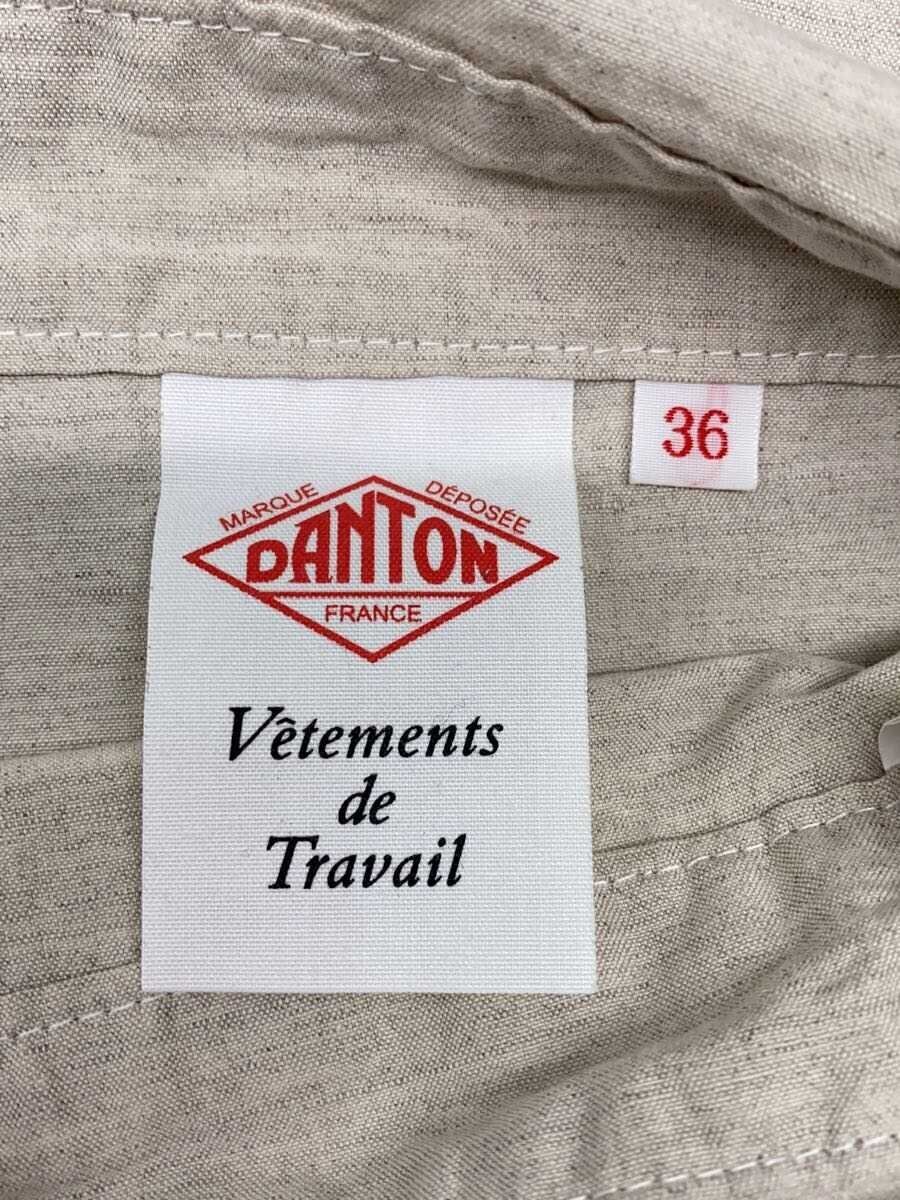 36
MARQUE DÉPOSÉE
DANTON
FRANCE
Vêtements
de
Travail